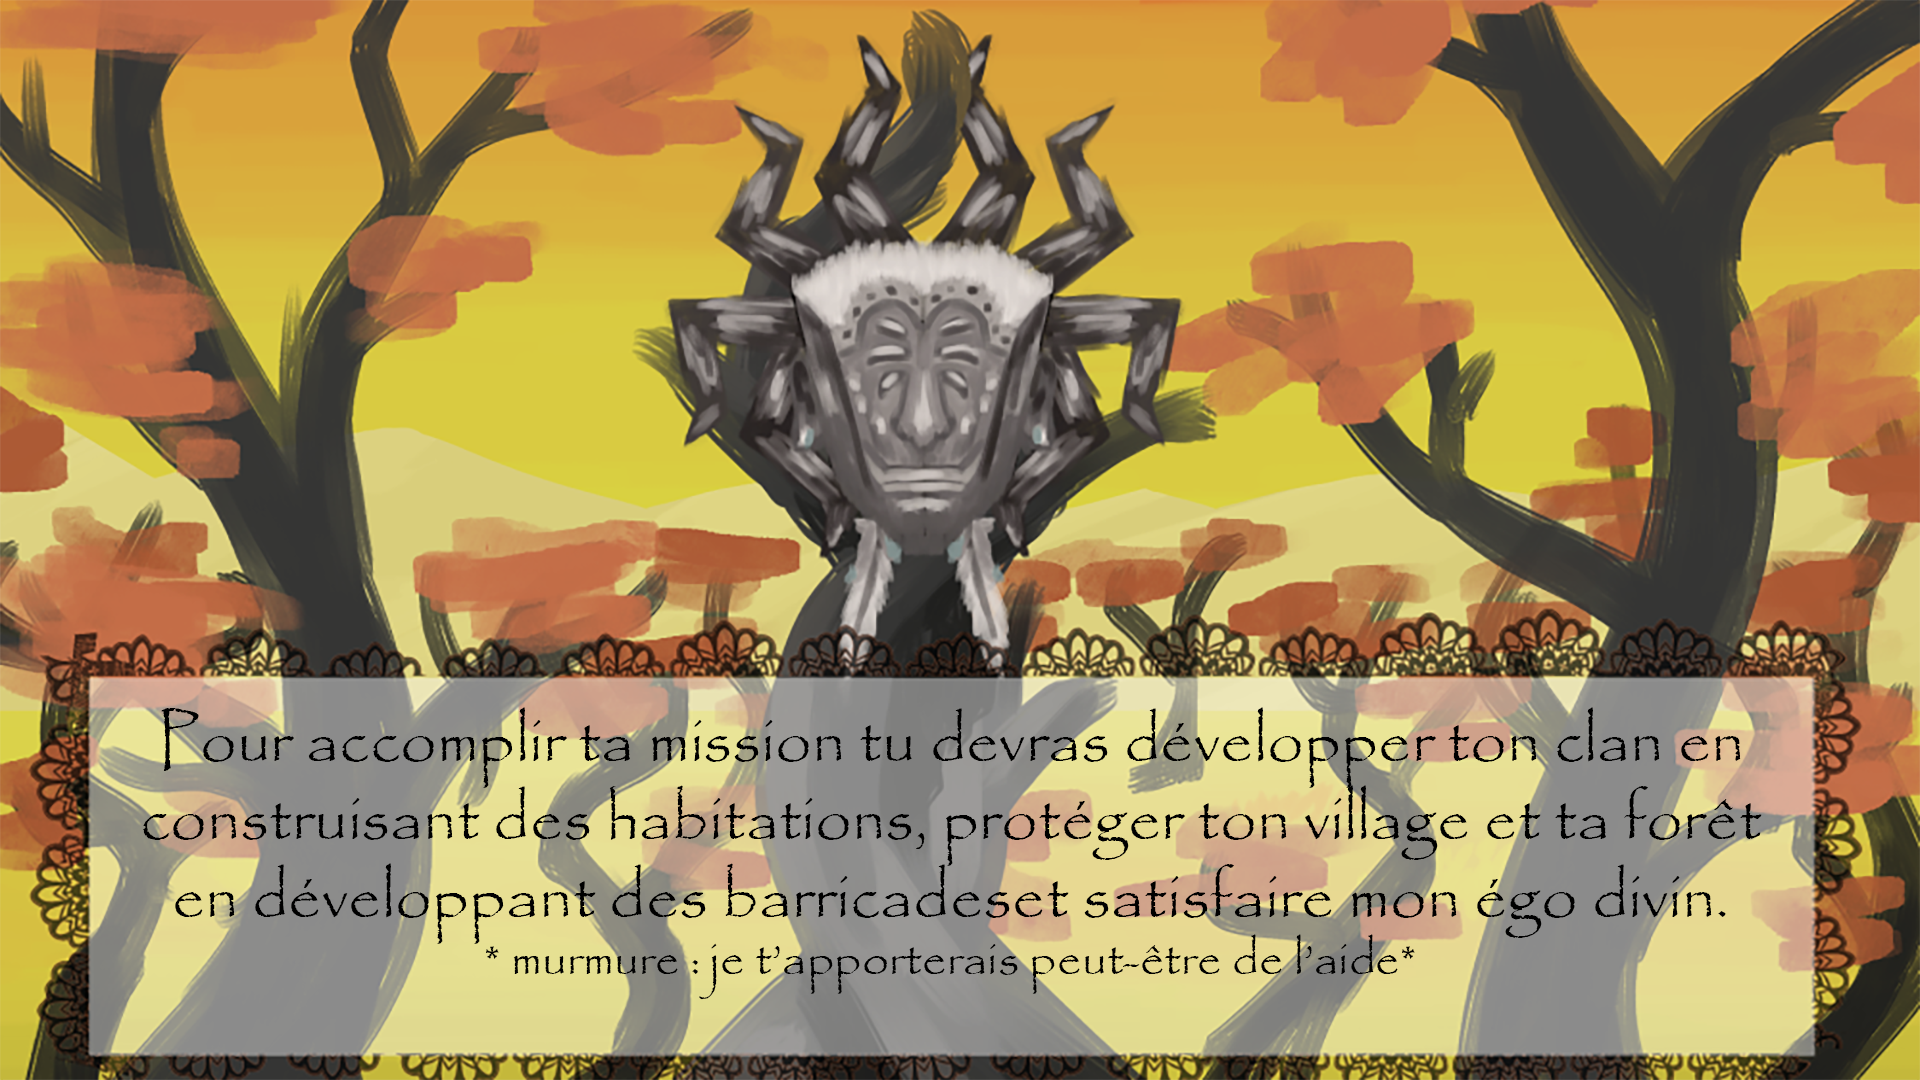 Pour accomplir ta mission tu devras développer ton clan en
construisant des habitations, protéger ton village et ta forêt
en développant des barricadeset satisfaire mon égo divin.
* murmure : je t'apporterais peut-être de l'aide*